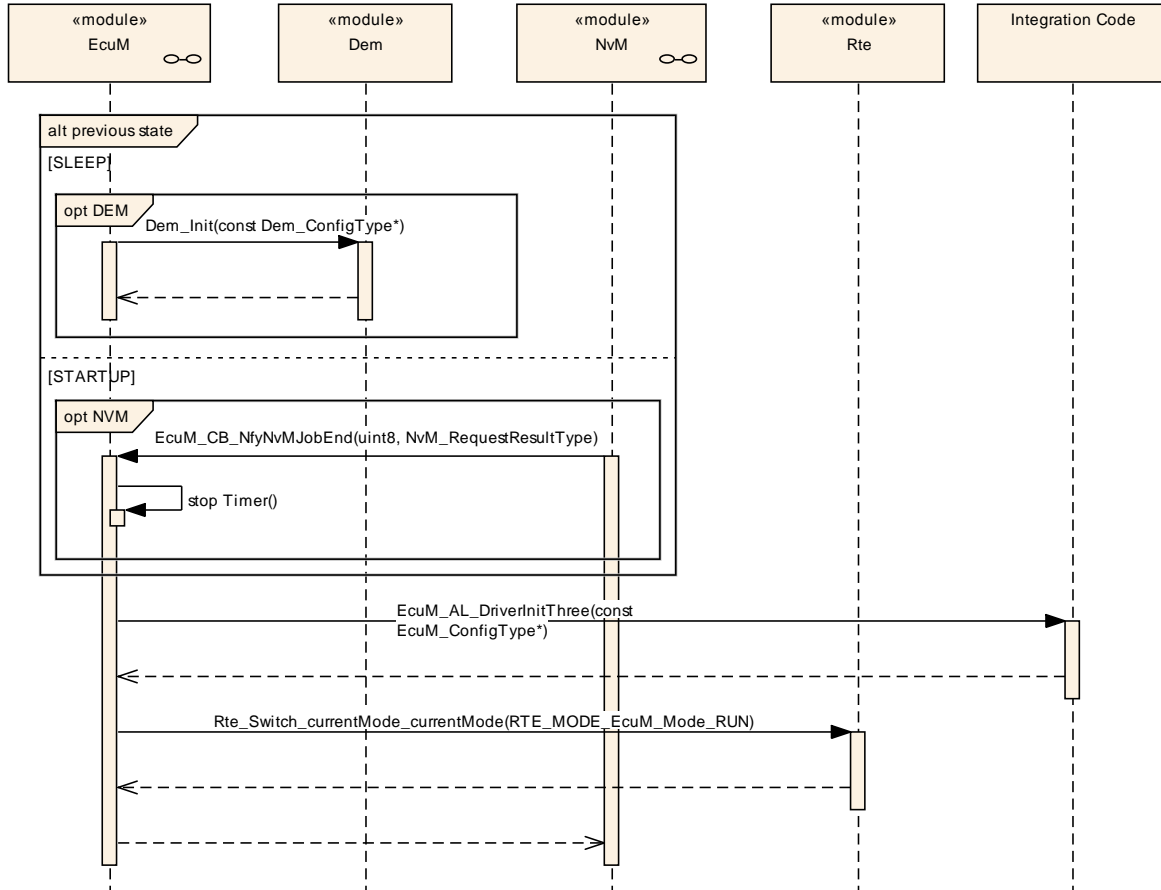 «module»
EcuM
«module»
Dem
«module»
NvM
«module»
Rte
Integration Code
alt previous state
[SLEEP]
opt DEM
Dem_Init(const Dem_ConfigType*)
[STARTUP]
opt NVM
EcuM_CB_NfyNvMJobEnd(uint8, NvM_RequestResultType)
stop Timer()
EcuM_AL_DriverInitThree(const
EcuM_ConfigType*)
Rte_Switch_currentMode_currentMode(RTE_MODE_EcuM_Mode_RUN)